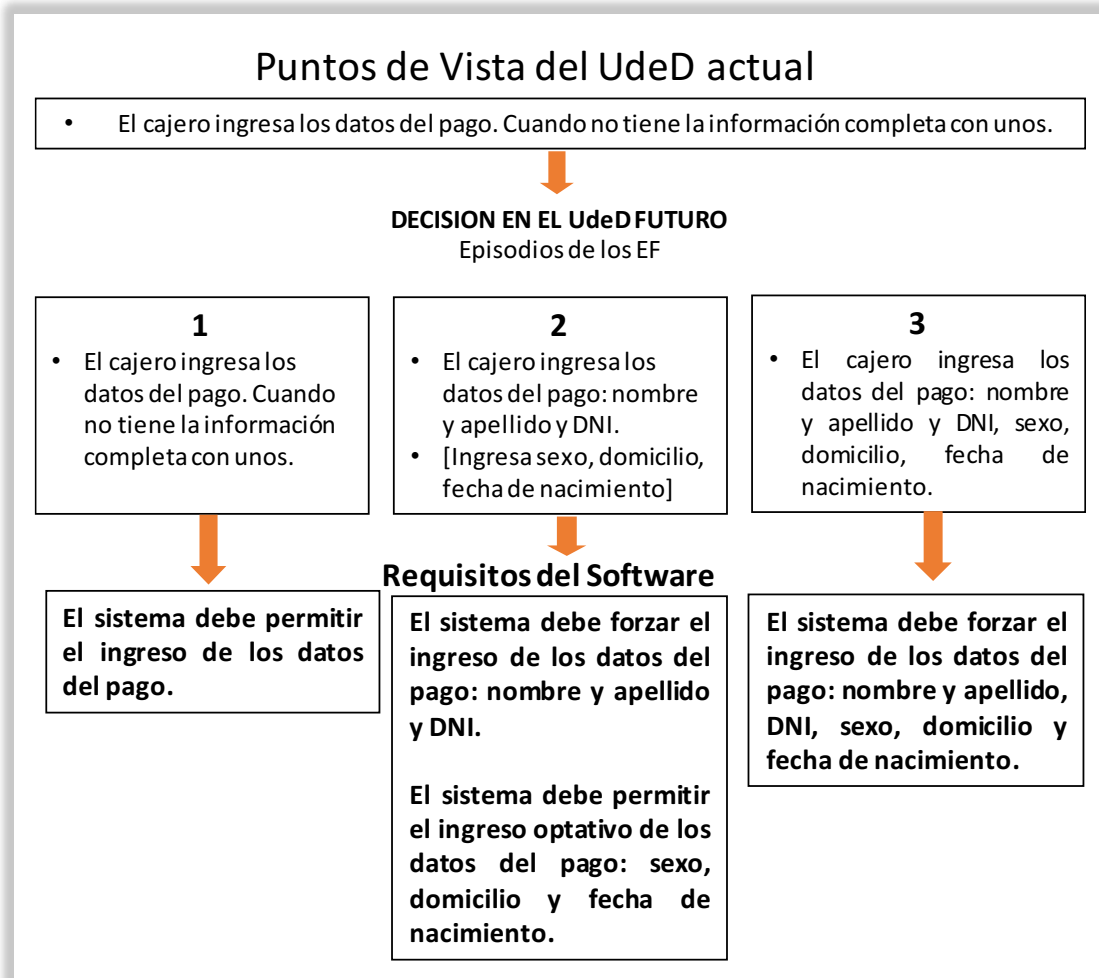 Puntos de Vista del UdeD actual
• El cajero ingresa los datos del pago. Cuando no tiene la información completa con unos.
DECISION EN EL UdeD FUTURO
Episodios de los EF
1
• El cajero ingresa los
datos del pago. Cuando
no tiene la información
completa con unos.
2
• El cajero ingresa los
datos del pago: nombre
y apellido y DNI.
• [Ingresa sexo, domicilio,
fecha de nacimiento]
3
• El cajero ingresa los
datos del pago: nombre
y apellido y DNI, sexo,
domicilio, fecha de
nacimiento.
Requisitos del Software
El sistema debe permitir
el ingreso de los datos
del pago.
El sistema debe forzar el
ingreso de los datos del
pago: nombre y apellido
y DNI.
El sistema debe permitir
el ingreso optativo de los
datos del pago: sexo,
domicilio y fecha de
nacimiento.
El sistema debe forzar el
ingreso de los datos del
pago: nombre y apellido,
DNI, sexo, domicilio y
fecha de nacimiento.